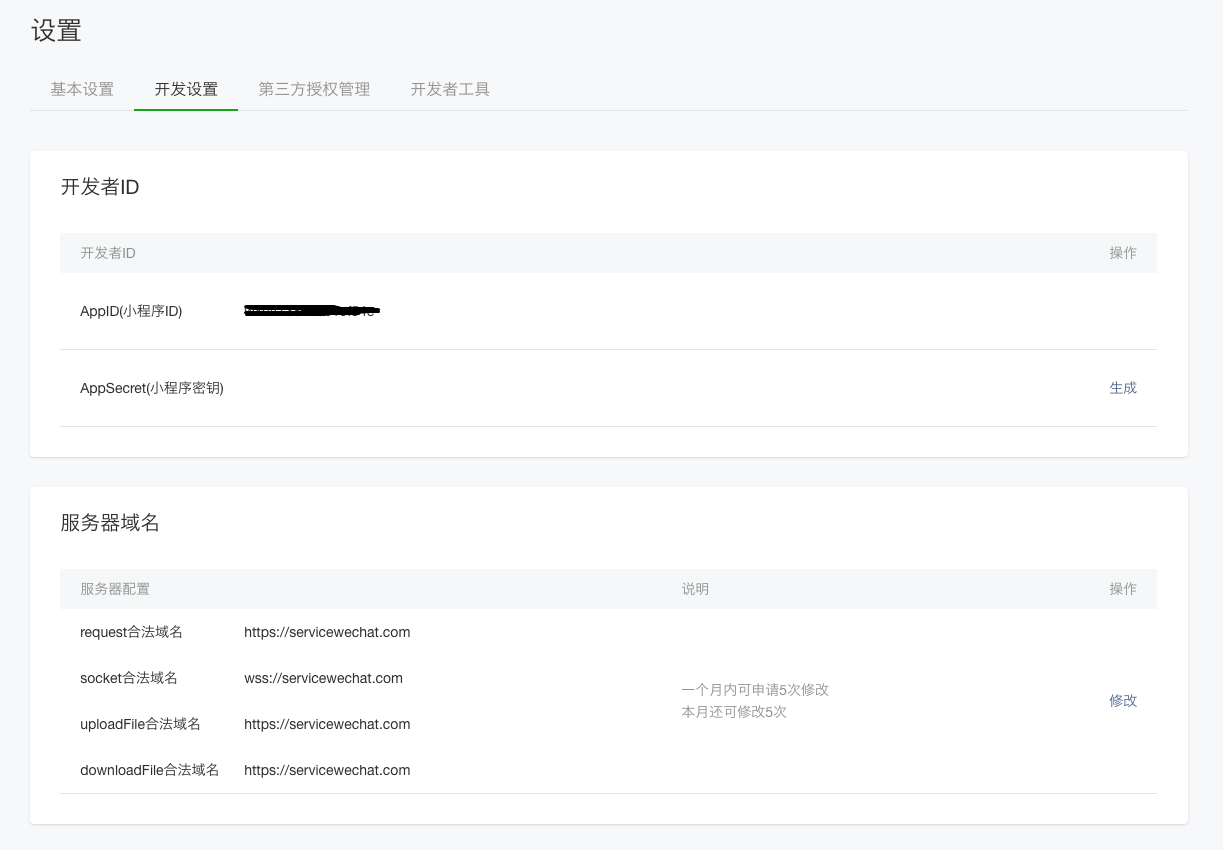 设置
基本设置 开发设置 第三方授权管理 开发者工具
开发者ID
开发者ID 操作
AppID(小程序ID)
AppSecret(小程序密钥) 生成
服务器域名
服务器配置 说明 操作
request合法域名 https://servicewechat.com
socket合法域名 wss://servicewechat.com
一个月内可申请5次修改
本月还可修改5次
修改
uploadFile合法域名 https://servicewechat.com
downloadFile合法域名 https://servicewechat.com